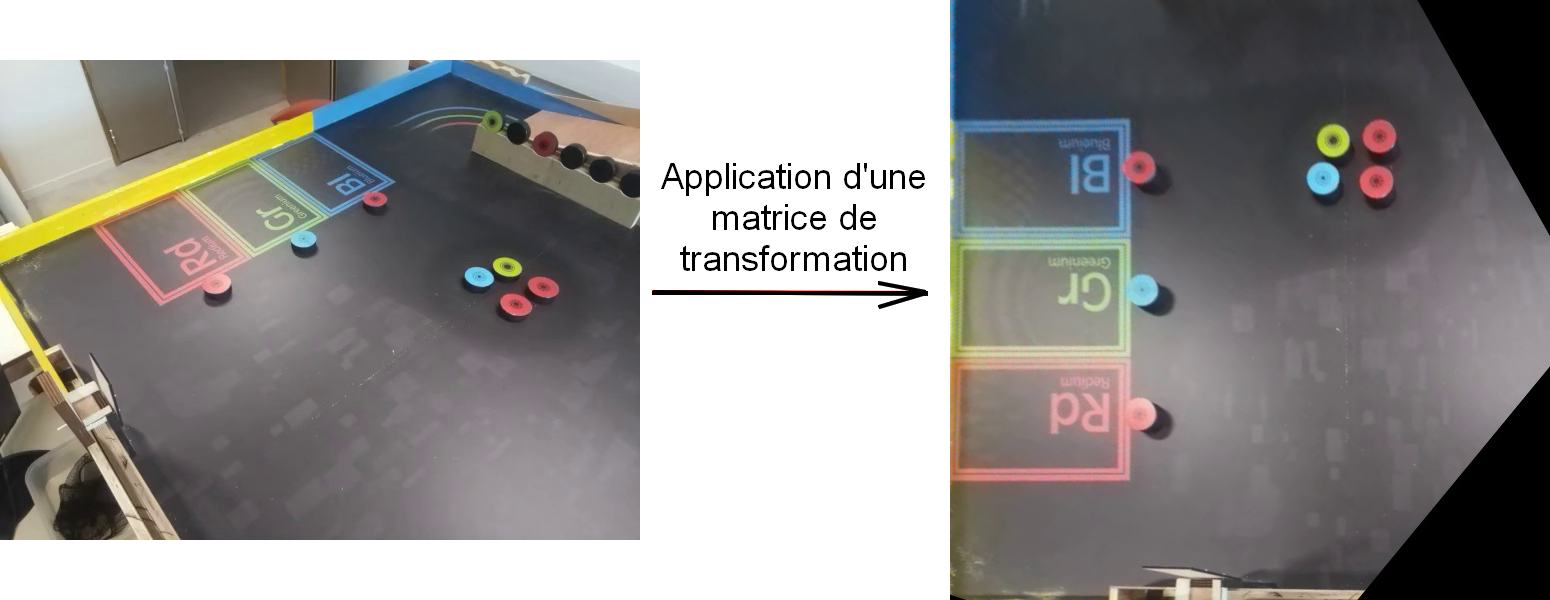 Bl
Blueium
Gr
Greenium
Rd
Redium
Application d'une
matrice de
transformation
Blueium
Bl
Greenium
Gr
Redium
Rd